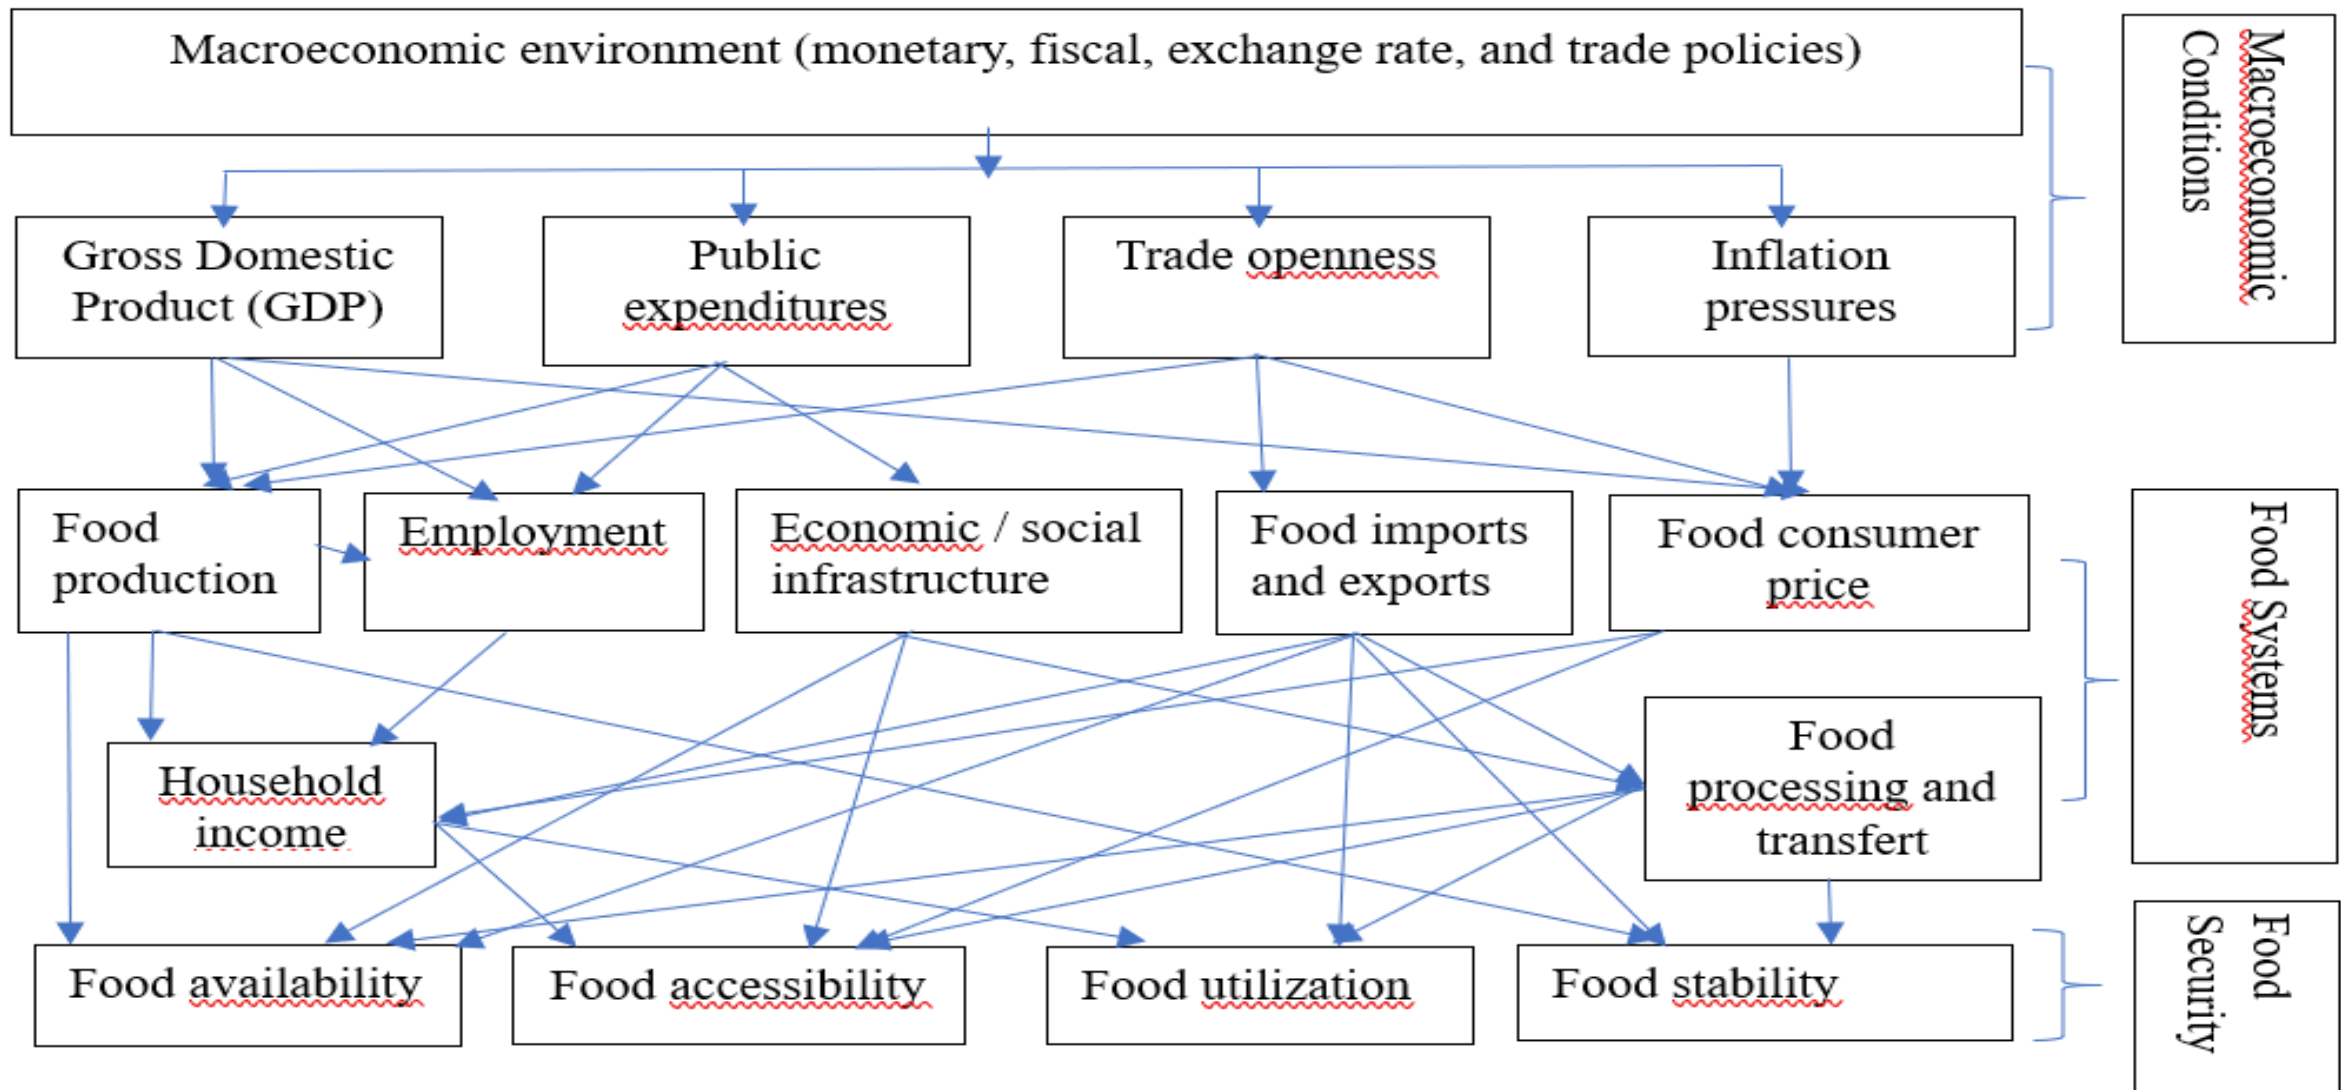 Macroeconomic environment (monetary, fiscal, exchange rate, and trade policies)
Macroeconomic
Conditions
Gross Domestic
Product (GDP)
Public
expenditures
Trade openness
Inflation
pressures
Food
production
Employment
Economic / social
infrastructure
Food imports
and exports
Food consumer
price
Food Systems
Household
income
Food
processing and
transfert
Food availability
Food accessibility
Food utilization
Food stability
Food
Security